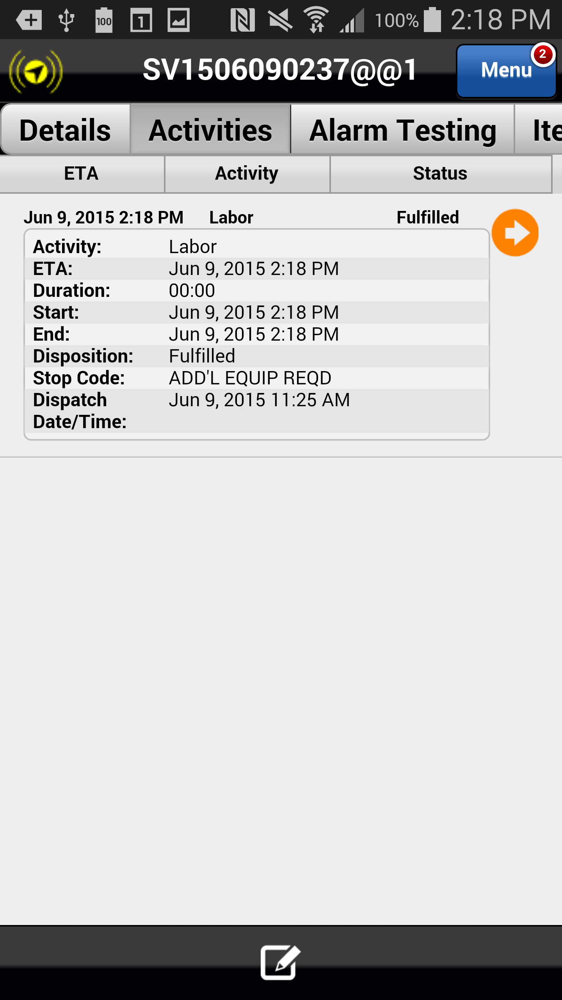 100 1 100% 2:18 PM
SV1506090237@@1 Menu 2
Details Activities Alarm Testing Ite
ETA Activity Status
Jun 9, 2015 2:18 PM Labor Fulfilled
Activity: Labor
ETA: Jun 9, 2015 2:18 PM
Duration: 00:00
Start: Jun 9, 2015 2:18 PM
End: Jun 9, 2015 2:18 PM
Disposition: Fulfilled
Stop Code: ADD'L EQUIP REQD
Dispatch Jun 9, 2015 11:25 AM
Date/Time: